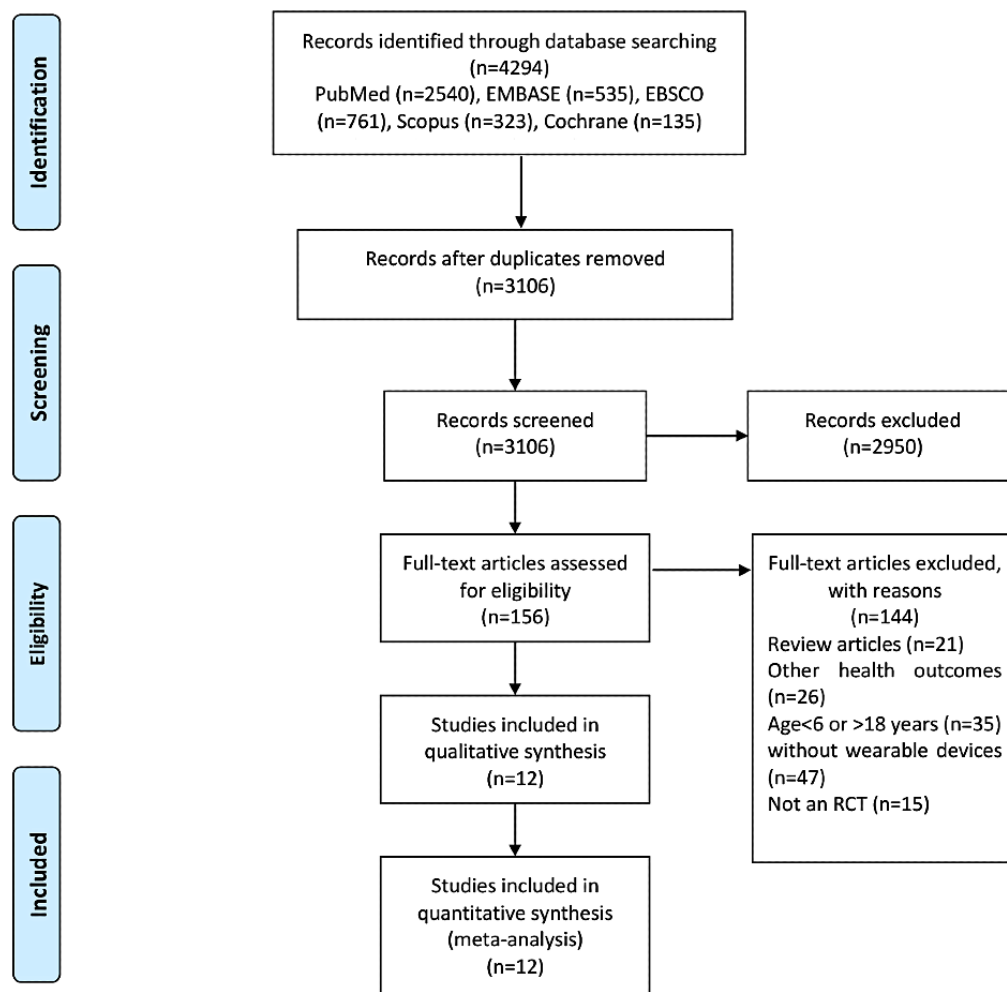 Identification
Records identified through database searching
(n=4294)
PubMed (n=2540), EMBASE (n=535), EBSCO
(n=761), Scopus (n=323), Cochrane (n=135)
Records after duplicates removed
(n=3106)
Screening
Records screened
(n=3106)
Records excluded
(n=2950)
Eligibility
Full-text articles assessed
for eligibility
(n=156)
Full-text articles excluded,
with reasons
(n=144)
Review articles (n=21)
Other health outcomes
(n=26)
Age<6 or >18 years (n=35)
without wearable devices
(n=47)
Not an RCT (n=15)
Studies included in
qualitative synthesis
(n=12)
Included
Studies included in
quantitative synthesis
(meta-analysis)
(n=12)